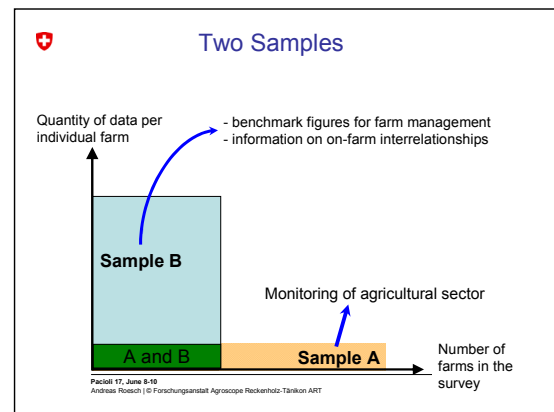 Two Samples
Quantity of data per
individual farm
- benchmark figures for farm management
- information on on-farm interrelationships
Sample B
Monitoring of agricultural sector
A and B
Sample A
Number of
farms in the
survey
Pacioli 17, June 8-10
Andreas Roesch | © Forschungsanstalt Agroscope Reckenholz-Tänikon ART